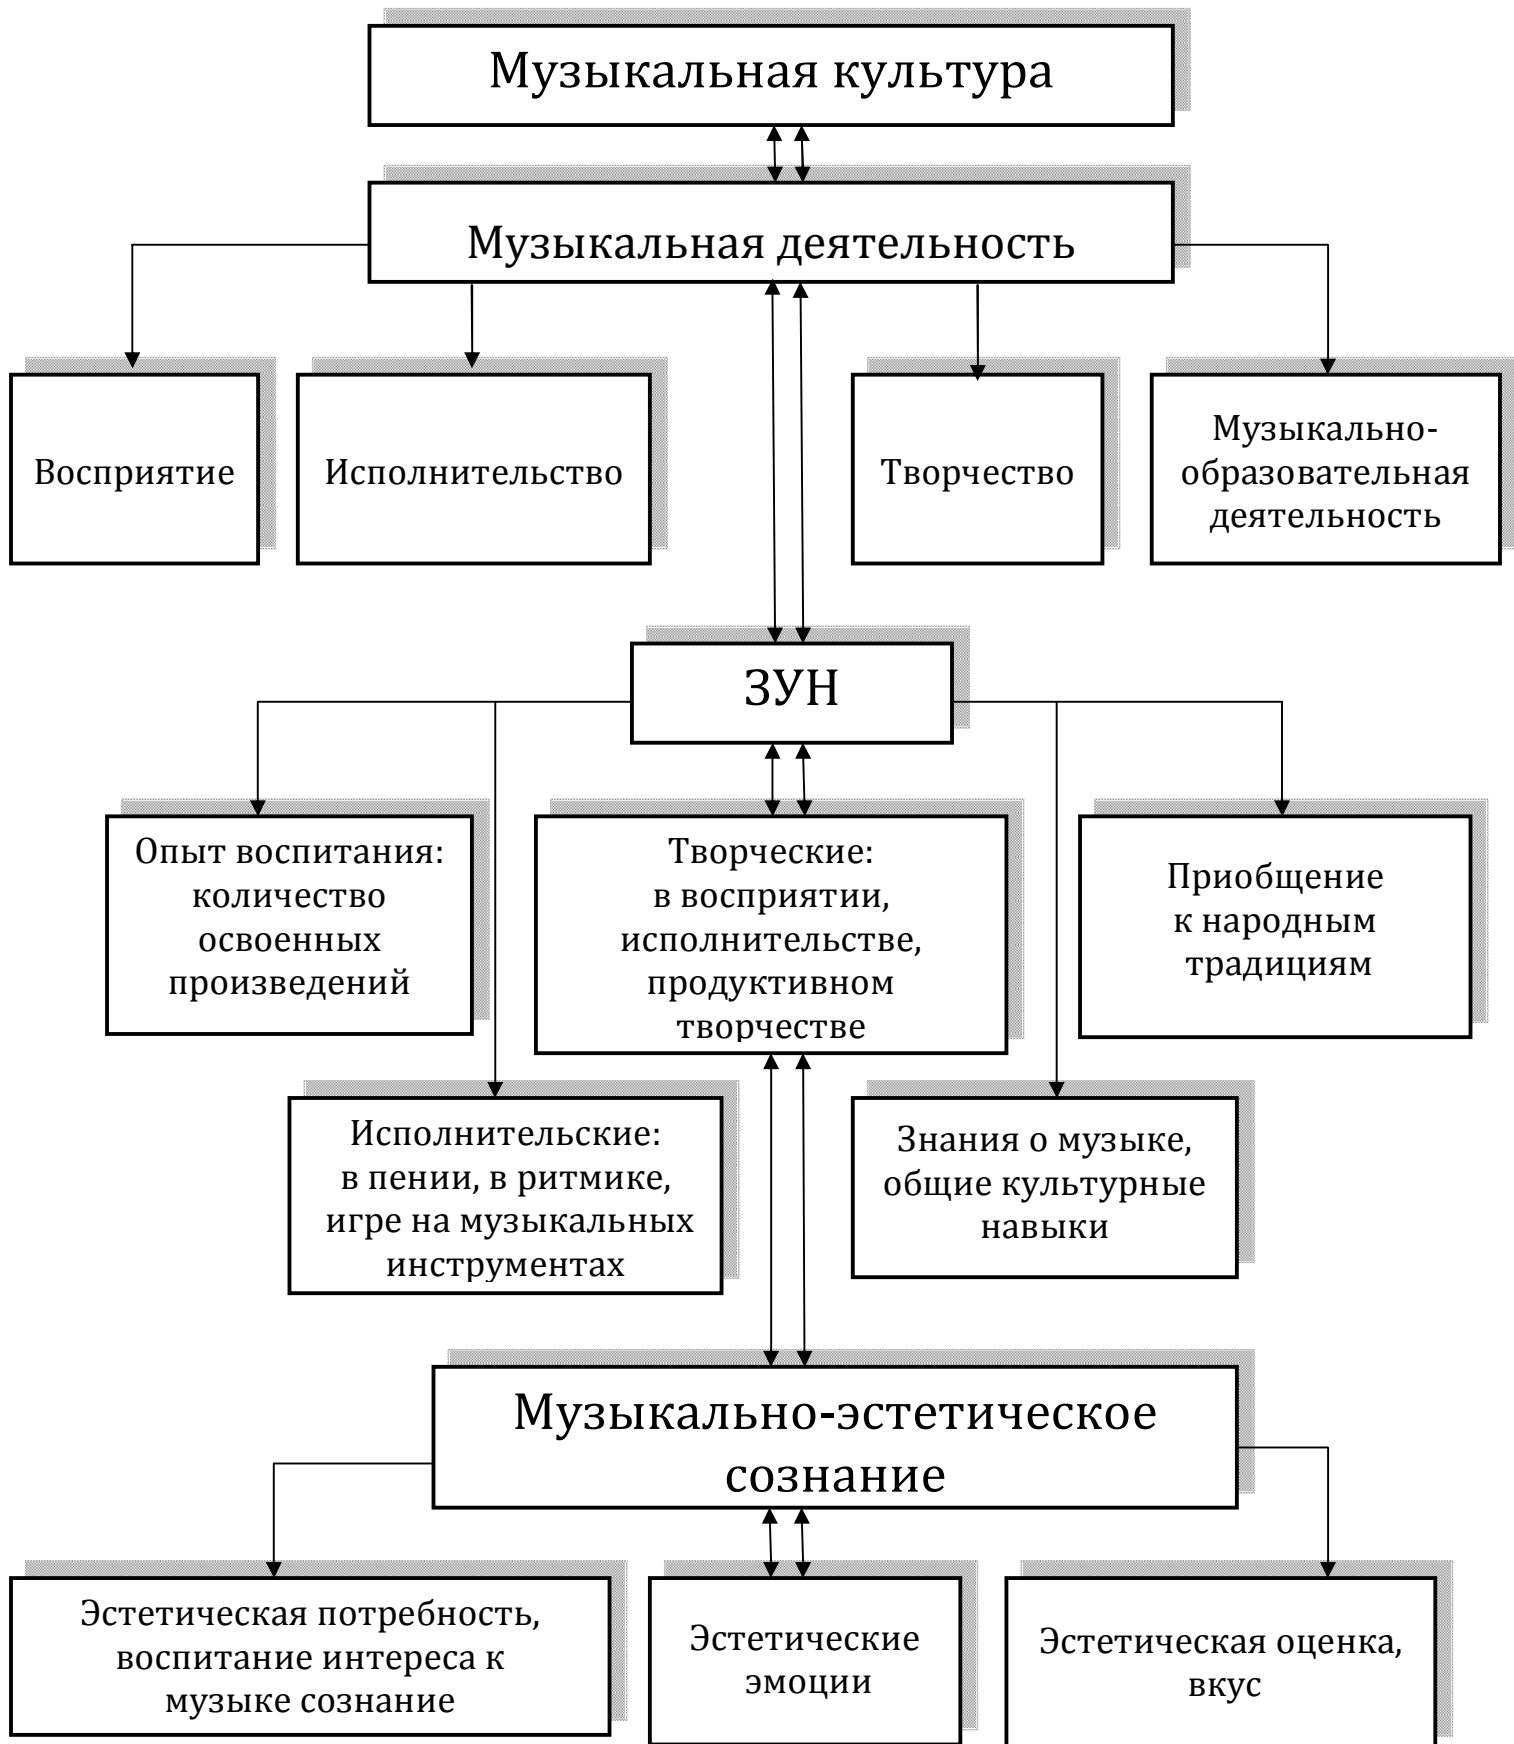 Музыкальная культура
Музыкальная деятельность
Восприятие
Исполнительство
Творчество
Музыкально-
образовательная
деятельность
ЗУН
Опыт воспитания:
количество
освоенных
произведений
Творческие:
в восприятии,
исполнительстве,
продуктивном
творчестве
Приобщение
к народным
традициям
Исполнительские:
в пении, в ритмике,
игре на музыкальных
инструментах
Знания о музыке,
общие культурные
навыки
Музыкально-эстетическое
сознание
Эстетическая потребность,
воспитание интереса к
музыке сознание
Эстетические
эмоции
Эстетическая оценка,
вкус